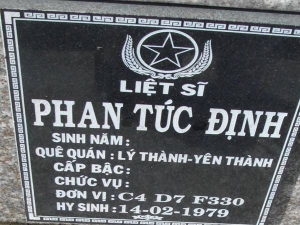 LIỆT SĨ
PHAN TÚC ĐỊNH
SINH NĂM :
QUÊ QUÁN : LÝ THÀNH-YÊN THÀNH
CẤP BẬC :
CHỨC VỤ :
ĐƠN VỊ : C4 D7 F330
HY SINH : 14-02-1979